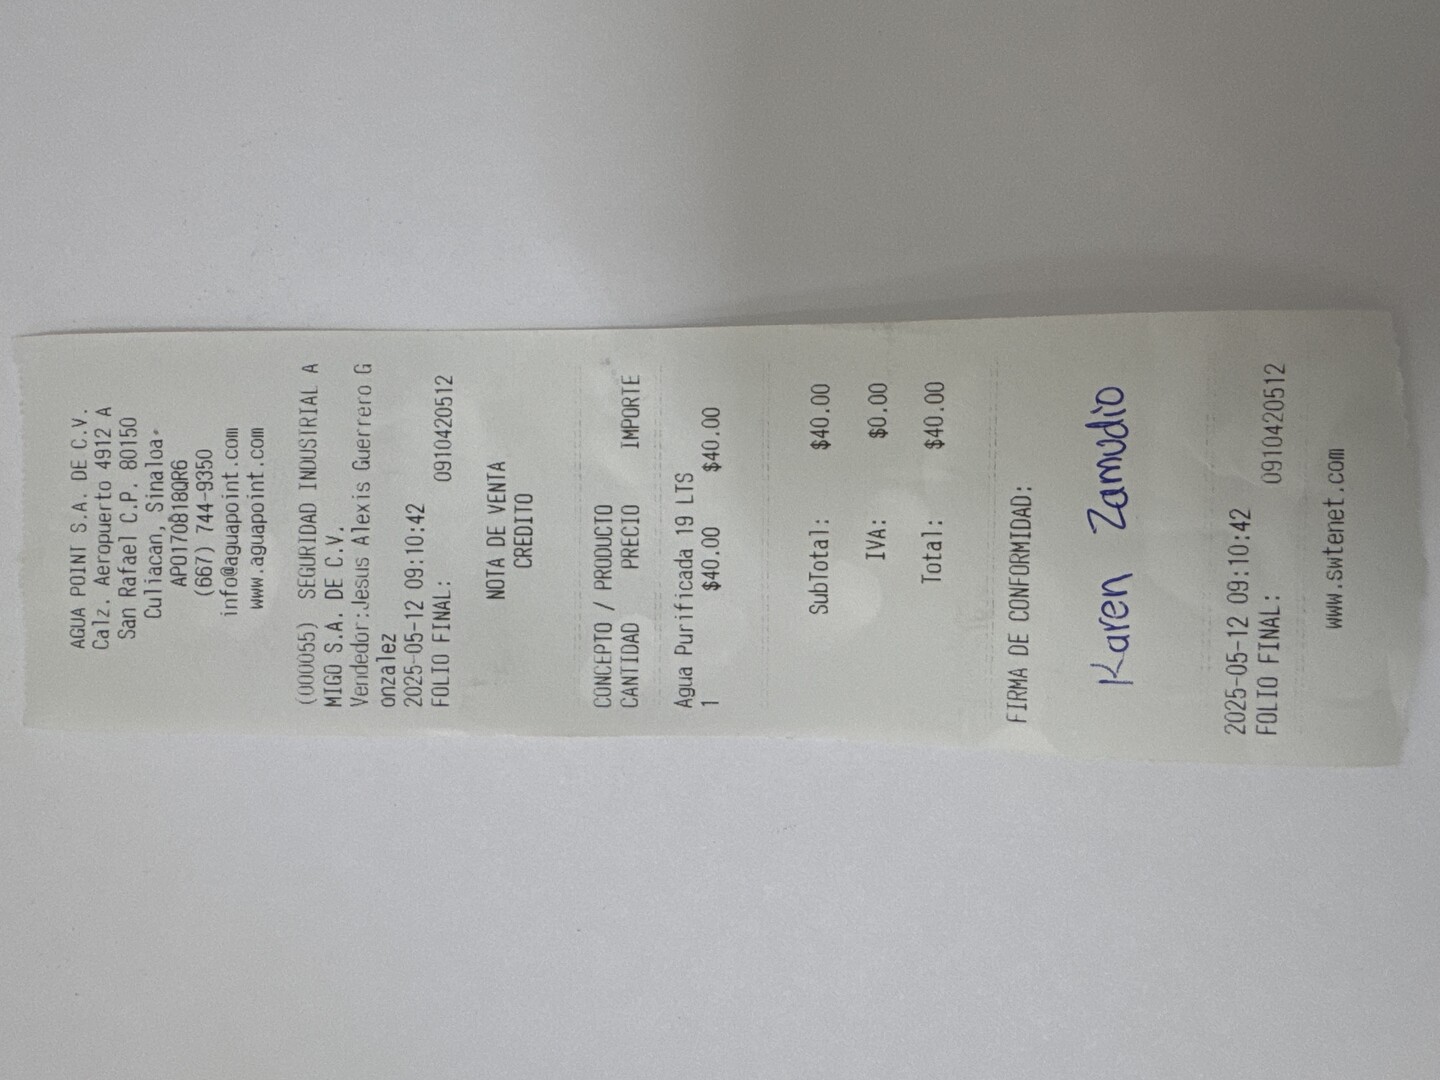 AGUA POINT S.A. DE C.V.
Calz. Aeropuerto 4912 A
San Rafael C.P. 80150
Culiacan, Sinaloa.
APO170818QR6
(667) 744-9350
info@aguapoint.com
www.aguapoint.com
(000055) SEGURIDAD INDUSTRIAL A
MIGO S.A. DE C.V.
Vendedor:Jesus Alexis Guerrero G
onzalez
2025-05-12 09:10:42
FOLIO FINAL: 0910420512
NOTA DE VENTA
CREDITO
CONCEPTO / PRODUCTO
CANTIDAD PRECIO IMPORTE
Agua Purificada 19 LTS
1 $40.00 $40.00
SubTotal: $40.00
IVA: $0.00
Total: $40.00
FIRMA DE CONFORMIDAD:
Karen Zamudio
2025-05-12 09:10:42
FOLIO FINAL: 0910420512
www.swtenet.com